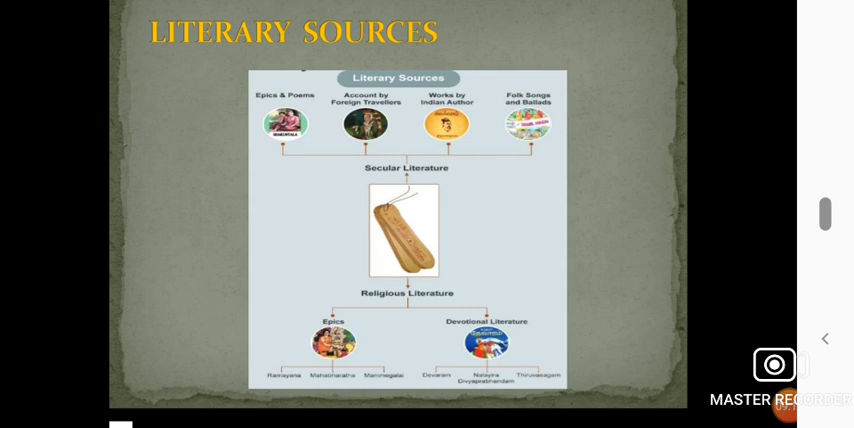 LITERARY SOURCES
Literary Sources
Epics & Poems
Account by
Foreign Travellers
Works by
Indian Author
Folk Songs
and Ballads
Secular Literature
Religious Literature
Epics
Devotional Literature
Ramayana
Mahabharatha
Manimegalai
Devaram
Nalayira
Divyaprabandam
Thiruvasagam
MASTER RECORDER